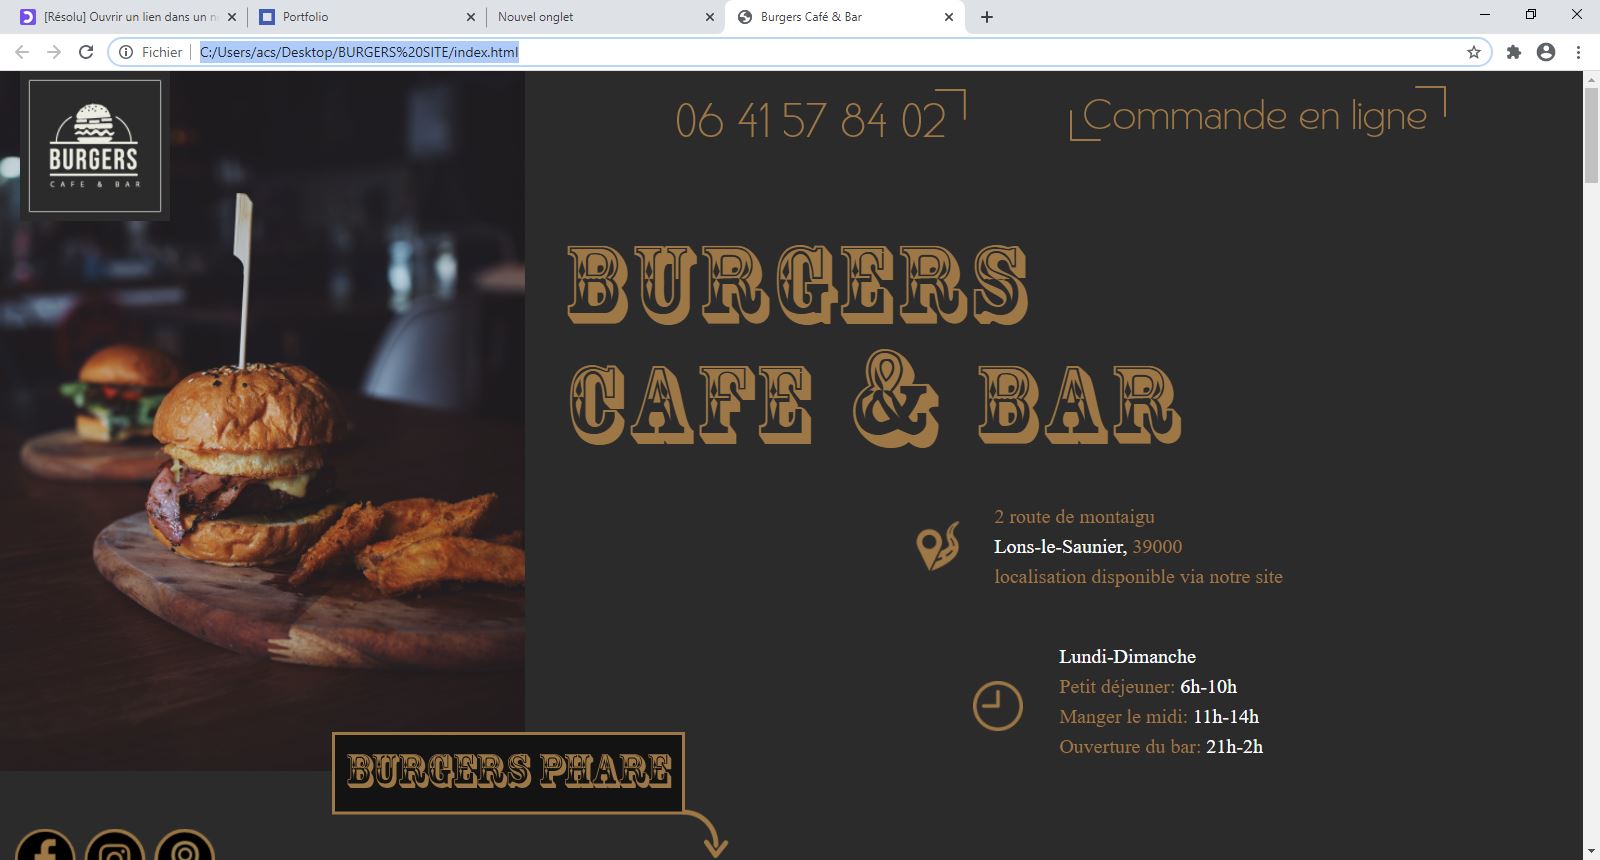 [Résolu] Ouvrir un lien dans un n
Portfolio
Nouvel onglet
Burgers Café & Bar
Fichier
C:/Users/acs/Desktop/BURGERS%20SITE/index.html
BURGERS
CAFE & BAR
06 41 57 84 02
Commande en ligne
BURGERS
CAFE & BAR
2 route de montaigu
Lons-le-Saunier, 39000
localisation disponible via notre site
Lundi-Dimanche
Petit déjeuner: 6h-10h
Manger le midi: 11h-14h
Ouverture du bar: 21h-2h
BURGERS PHARE